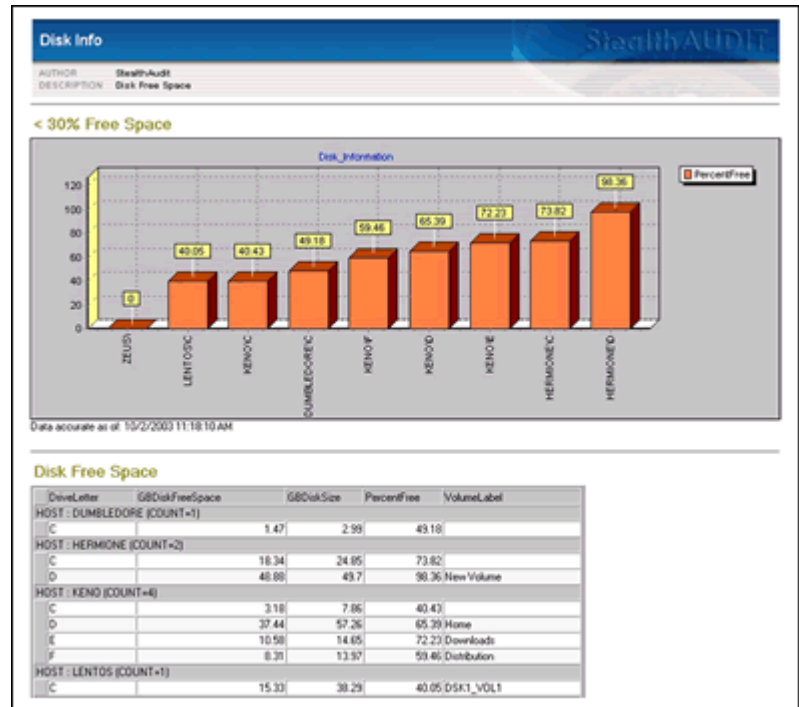 Disk Info
StealthAUDIT
AUTHOR StealthAudit
DESCRIPTION Disk Free Space
< 30% Free Space
Disk_Information
PercentFree
120
100
80
60
40
20
0
0
40.05
40.43
49.18
59.46
65.39
72.23
73.82
98.36
ZEUS\
LENTOS\C
KENO\C
DUMBLEDORE\C
KENO\F
KENO\D
KENO\E
HERMIONE\C
HERMIONE\D
Data accurate as of: 10/2/2003 11:18:10 AM
Disk Free Space
DriveLetter GBDiskFreeSpace GBDiskSize PercentFree VolumeLabel
HOST : DUMBLEDORE (COUNT=1)
C 1.47 2.99 49.18
HOST : HERMIONE (COUNT=2)
C 18.34 24.85 73.82
D 48.88 49.7 98.36 New Volume
HOST : KENO (COUNT=4)
C 3.18 7.86 40.43
D 37.44 57.26 65.39 Home
E 10.58 14.65 72.23 Downloads
F 8.31 13.97 59.46 Distribution
HOST : LENTOS (COUNT=1)
C 15.33 38.29 40.05 DSK1_VOL1